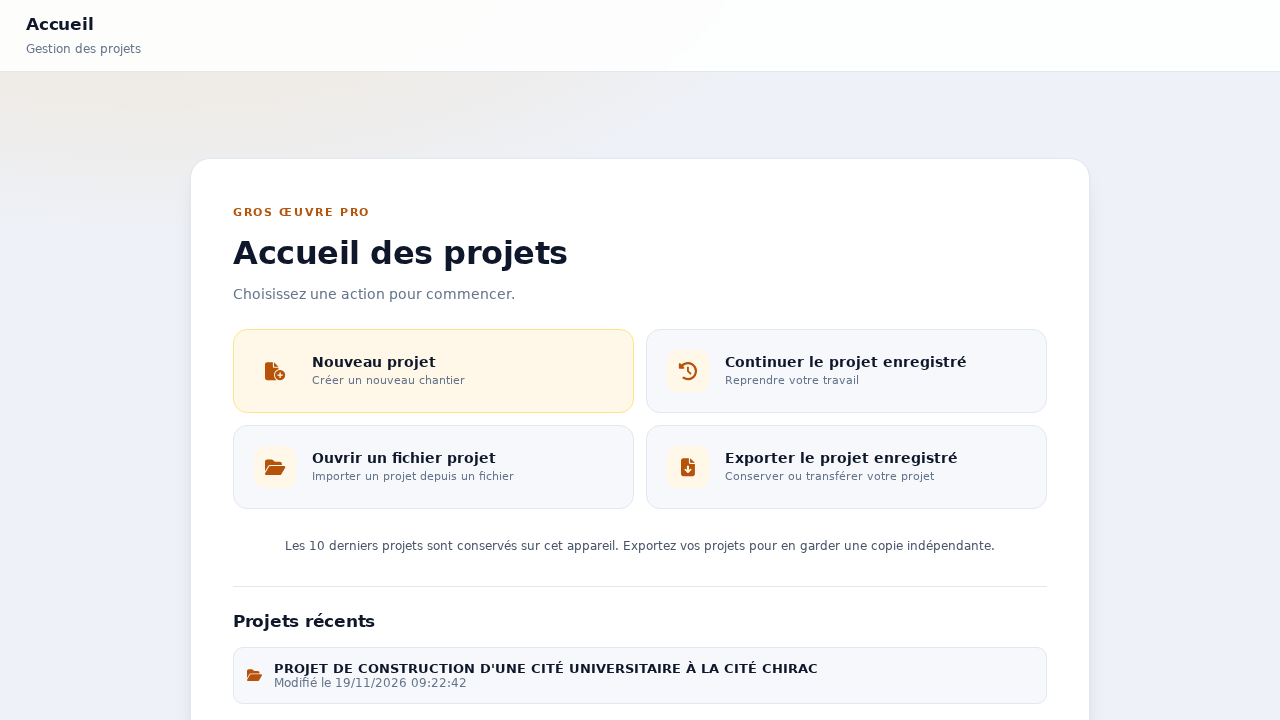 Accueil
Gestion des projets
GROS ŒUVRE PRO
Accueil des projets
Choisissez une action pour commencer.
Nouveau projet
Créer un nouveau chantier
Continuer le projet enregistré
Reprendre votre travail
Ouvrir un fichier projet
Importer un projet depuis un fichier
Exporter le projet enregistré
Conserver ou transférer votre projet
Les 10 derniers projets sont conservés sur cet appareil. Exportez vos projets pour en garder une copie indépendante.
Projets récents
PROJET DE CONSTRUCTION D'UNE CITÉ UNIVERSITAIRE À LA CITÉ CHIRAC
Modifié le 19/11/2026 09:22:42